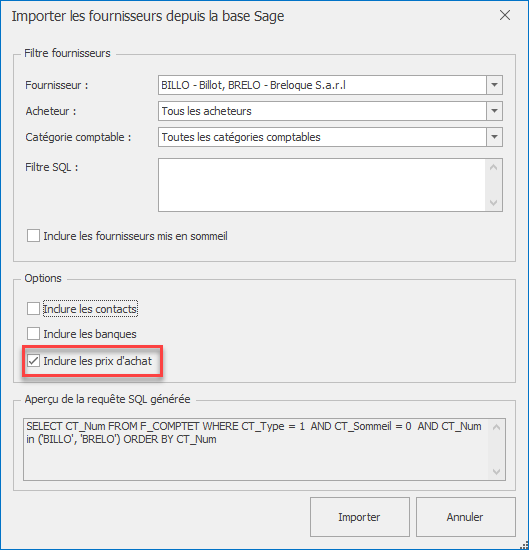 Importer les fournisseurs depuis la base Sage
Filtre fournisseurs
Fournisseur : BILLO - Billot, BRELO - Breloque S.a.r.l
Acheteur : Tous les acheteurs
Catégorie comptable : Toutes les catégories comptables
Filtre SQL :
Inclure les fournisseurs mis en sommeil
Options
Inclure les contacts
Inclure les banques
Inclure les prix d'achat
Aperçu de la requête SQL générée
SELECT CT_Num FROM F_COMPTET WHERE CT_Type = 1 AND CT_Sommeil = 0 AND CT_Num
in ('BILLO', 'BRELO') ORDER BY CT_Num
Importer Annuler